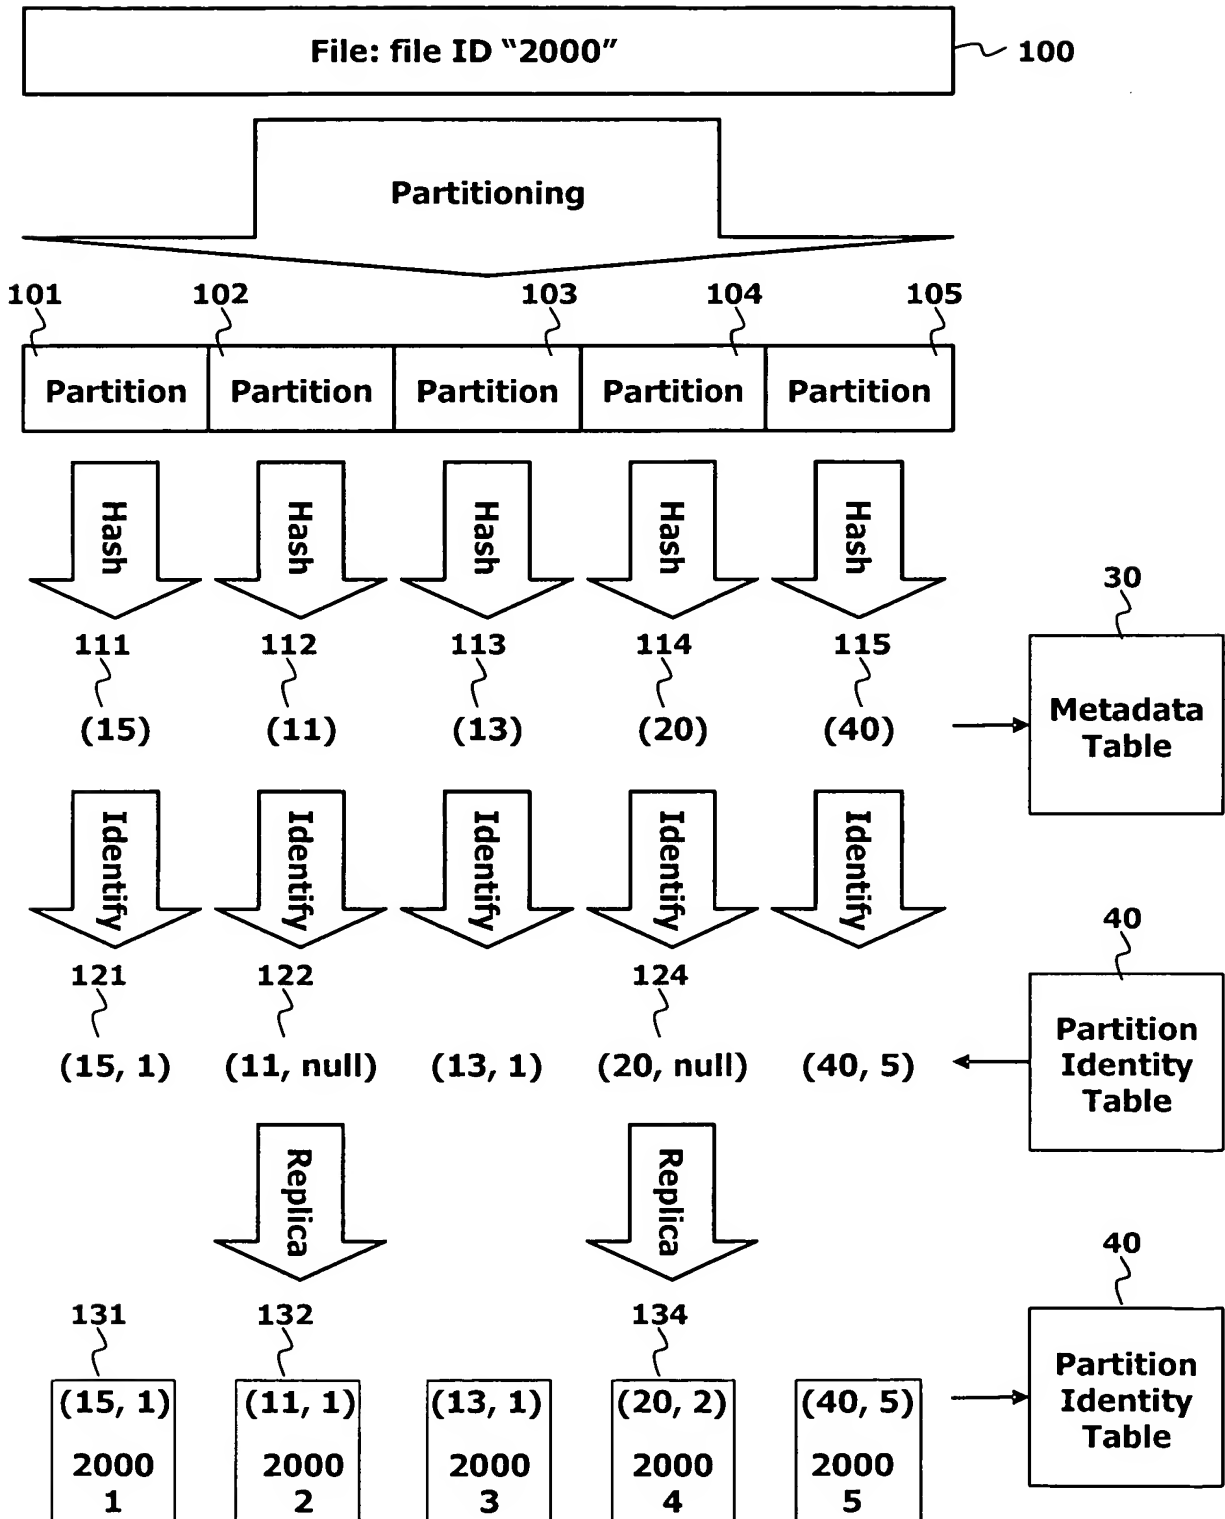 File: file ID “2000”
100
Partitioning
101 102 103 104 105
Partition Partition Partition Partition Partition
Hash Hash Hash Hash Hash
30
111 112 113 114 115
(15) (11) (13) (20) (40)
Metadata
Table
Identify Identify Identify Identify Identify
40
121 122 124
(15, 1) (11, null) (13, 1) (20, null) (40, 5)
Partition
Identity
Table
Replica Replica
40
131 132 134
(15, 1) (11, 1) (13, 1) (20, 2) (40, 5)
Partition
Identity
Table
2000 2000 2000 2000 2000
1 2 3 4 5